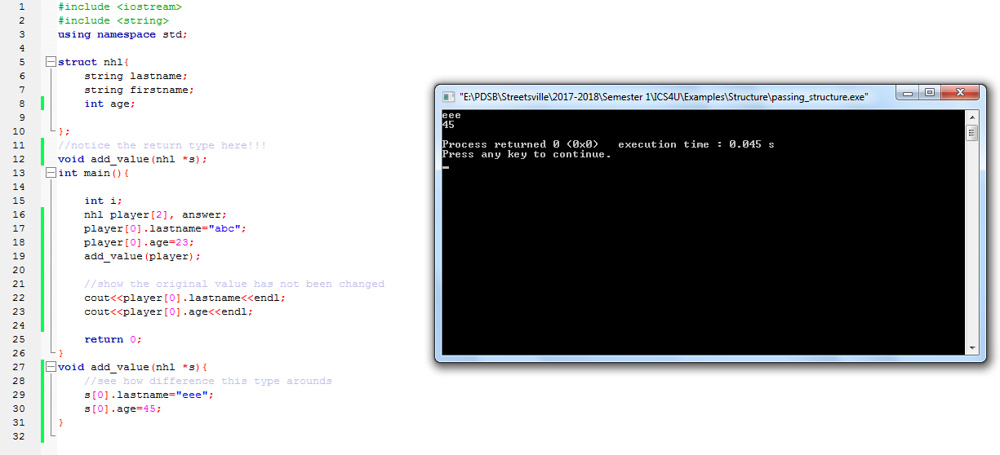 1 #include <iostream>
2 #include <string>
3 using namespace std;
4
5 struct nhl{
6 string lastname;
7 string firstname;
8 int age;
9
10 };
11 //notice the return type here!!!
12 void add_value(nhl *s);
13 int main(){
14
15 int i;
16 nhl player[2], answer;
17 player[0].lastname="abc";
18 player[0].age=23;
19 add_value(player);
20
21 //show the original value has not been changed
22 cout<<player[0].lastname<<endl;
23 cout<<player[0].age<<endl;
24
25 return 0;
26 }
27 void add_value(nhl *s){
28 //see how difference this type arounds
29 s[0].lastname="eee";
30 s[0].age=45;
31 }
32
"E:\PDSB\Streetsville\2017-2018\Semester 1\ICS4U\Examples\Structure\passing_structure.exe"
eee
45
Process returned 0 (0x0) execution time : 0.045 s
Press any key to continue.